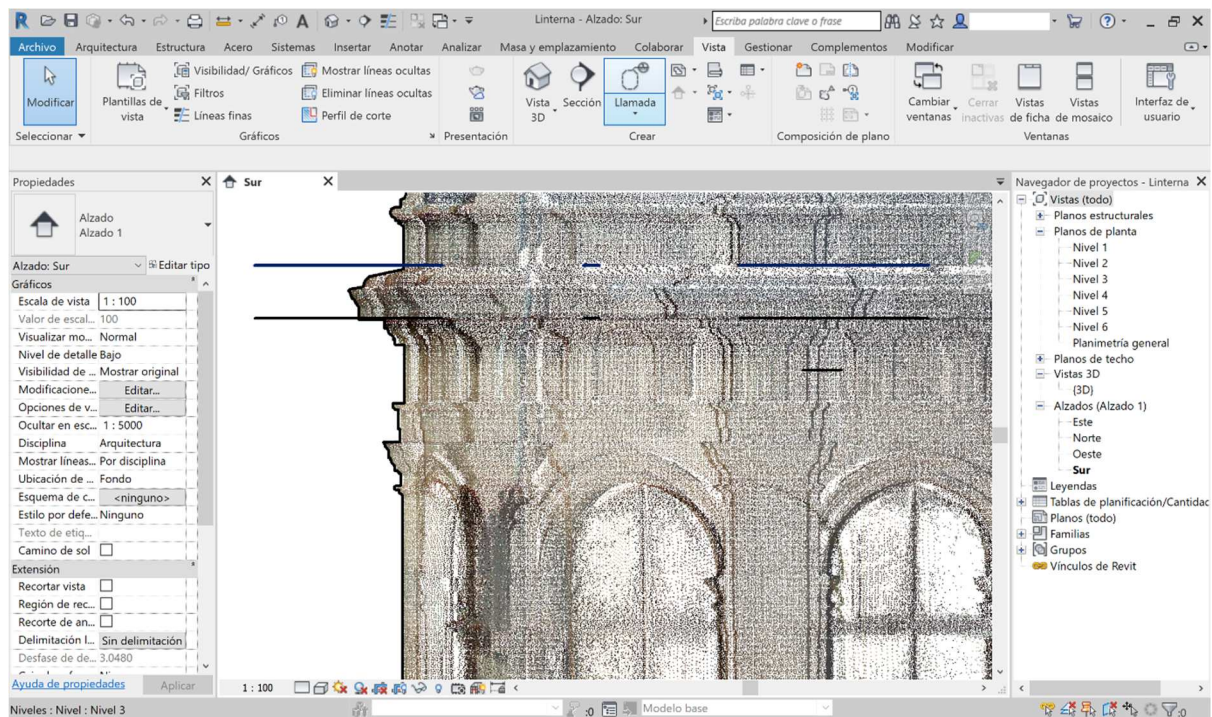 Linterna - Alzado: Sur
Escriba palabra clave o frase
Archivo Arquitectura Estructura Acero Sistemas Insertar Anotar Analizar Masa y emplazamiento Colaborar Vista Gestionar Complementos Modificar
Modificar
Plantillas de vista
Visibilidad/ Gráficos
Filtros
Líneas finas
Mostrar líneas ocultas
Eliminar líneas ocultas
Perfil de corte
Vista 3D
Sección
Llamada
Cambiar ventanas
Cerrar inactivas
Vistas de ficha
Vistas de mosaico
Interfaz de usuario
Seleccionar
Gráficos
Presentación
Crear
Composición de plano
Ventanas
Propiedades
Alzado
Alzado 1
Alzado: Sur
Editar tipo
Gráficos
Escala de vista 1 : 100
Valor de escal... 100
Visualizar mo... Normal
Nivel de detalle Bajo
Visibilidad de ... Mostrar original
Modificacione... Editar...
Opciones de v... Editar...
Ocultar en esc... 1 : 5000
Disciplina Arquitectura
Mostrar líneas... Por disciplina
Ubicación de ... Fondo
Esquema de c... <ninguno>
Estilo por defe... Ninguno
Texto de etiq...
Camino de sol
Extensión
Recortar vista
Región de rec...
Recorte de an...
Delimitación l... Sin delimitación
Desfase de de... 3.0480
Ayuda de propiedades
Aplicar
Sur
1 : 100
Navegador de proyectos - Linterna
Vistas (todo)
Planos estructurales
Planos de planta
Nivel 1
Nivel 2
Nivel 3
Nivel 4
Nivel 5
Nivel 6
Planimetría general
Planos de techo
Vistas 3D
{3D}
Alzados (Alzado 1)
Este
Norte
Oeste
Sur
Leyendas
Tablas de planificación/Cantidac
Planos (todo)
Familias
Grupos
Vínculos de Revit
Niveles : Nivel : Nivel 3
:0
Modelo base
:0